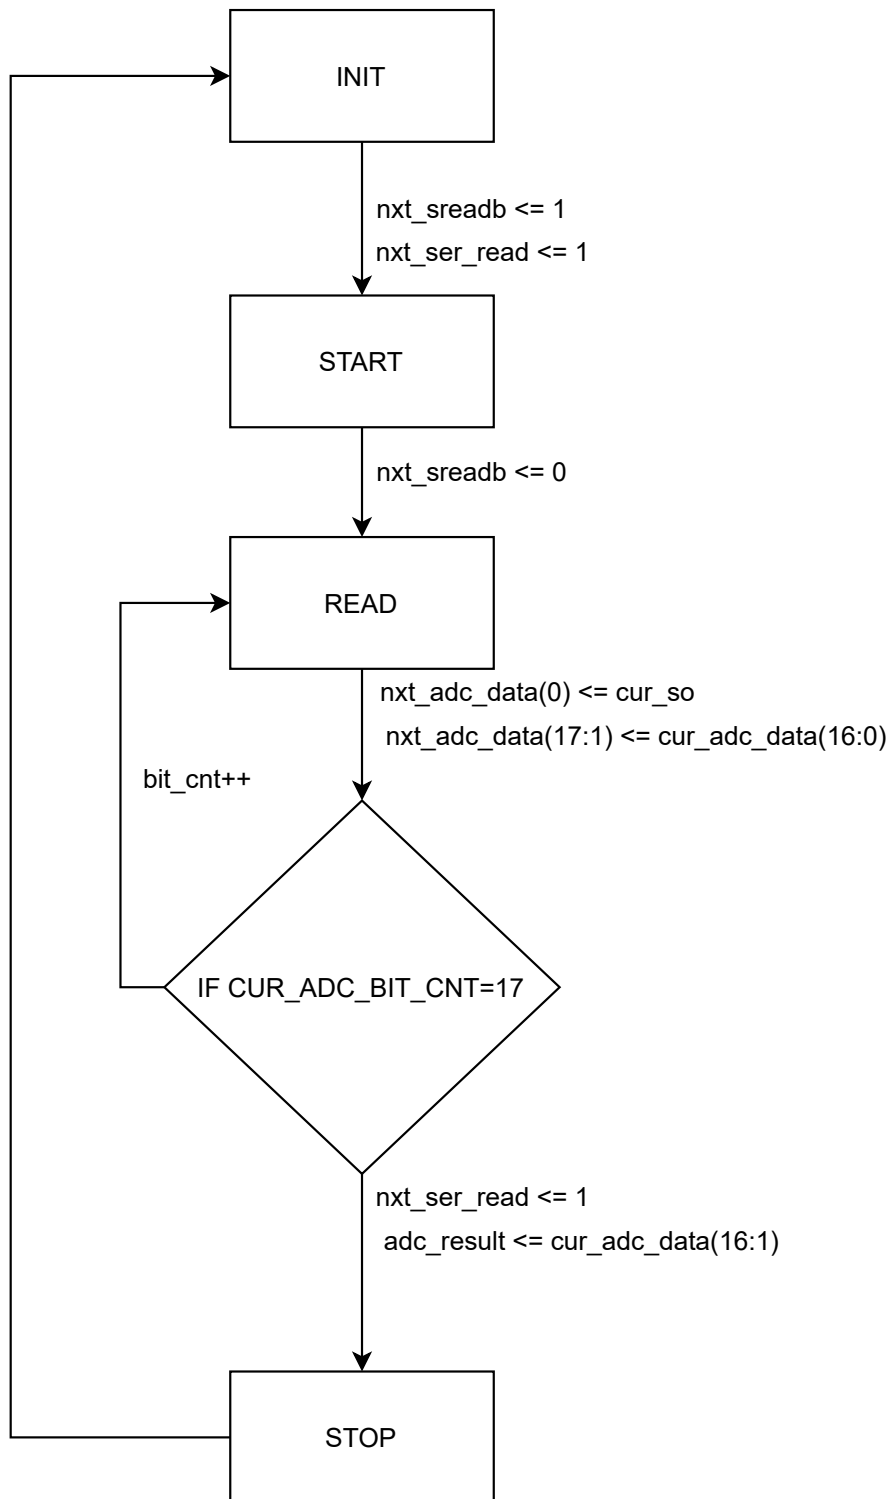 INIT
nxt_sreadb <= 1
nxt_ser_read <= 1
START
nxt_sreadb <= 0
READ
nxt_adc_data(0) <= cur_so
nxt_adc_data(17:1) <= cur_adc_data(16:0)
bit_cnt++
IF CUR_ADC_BIT_CNT=17
nxt_ser_read <= 1
adc_result <= cur_adc_data(16:1)
STOP